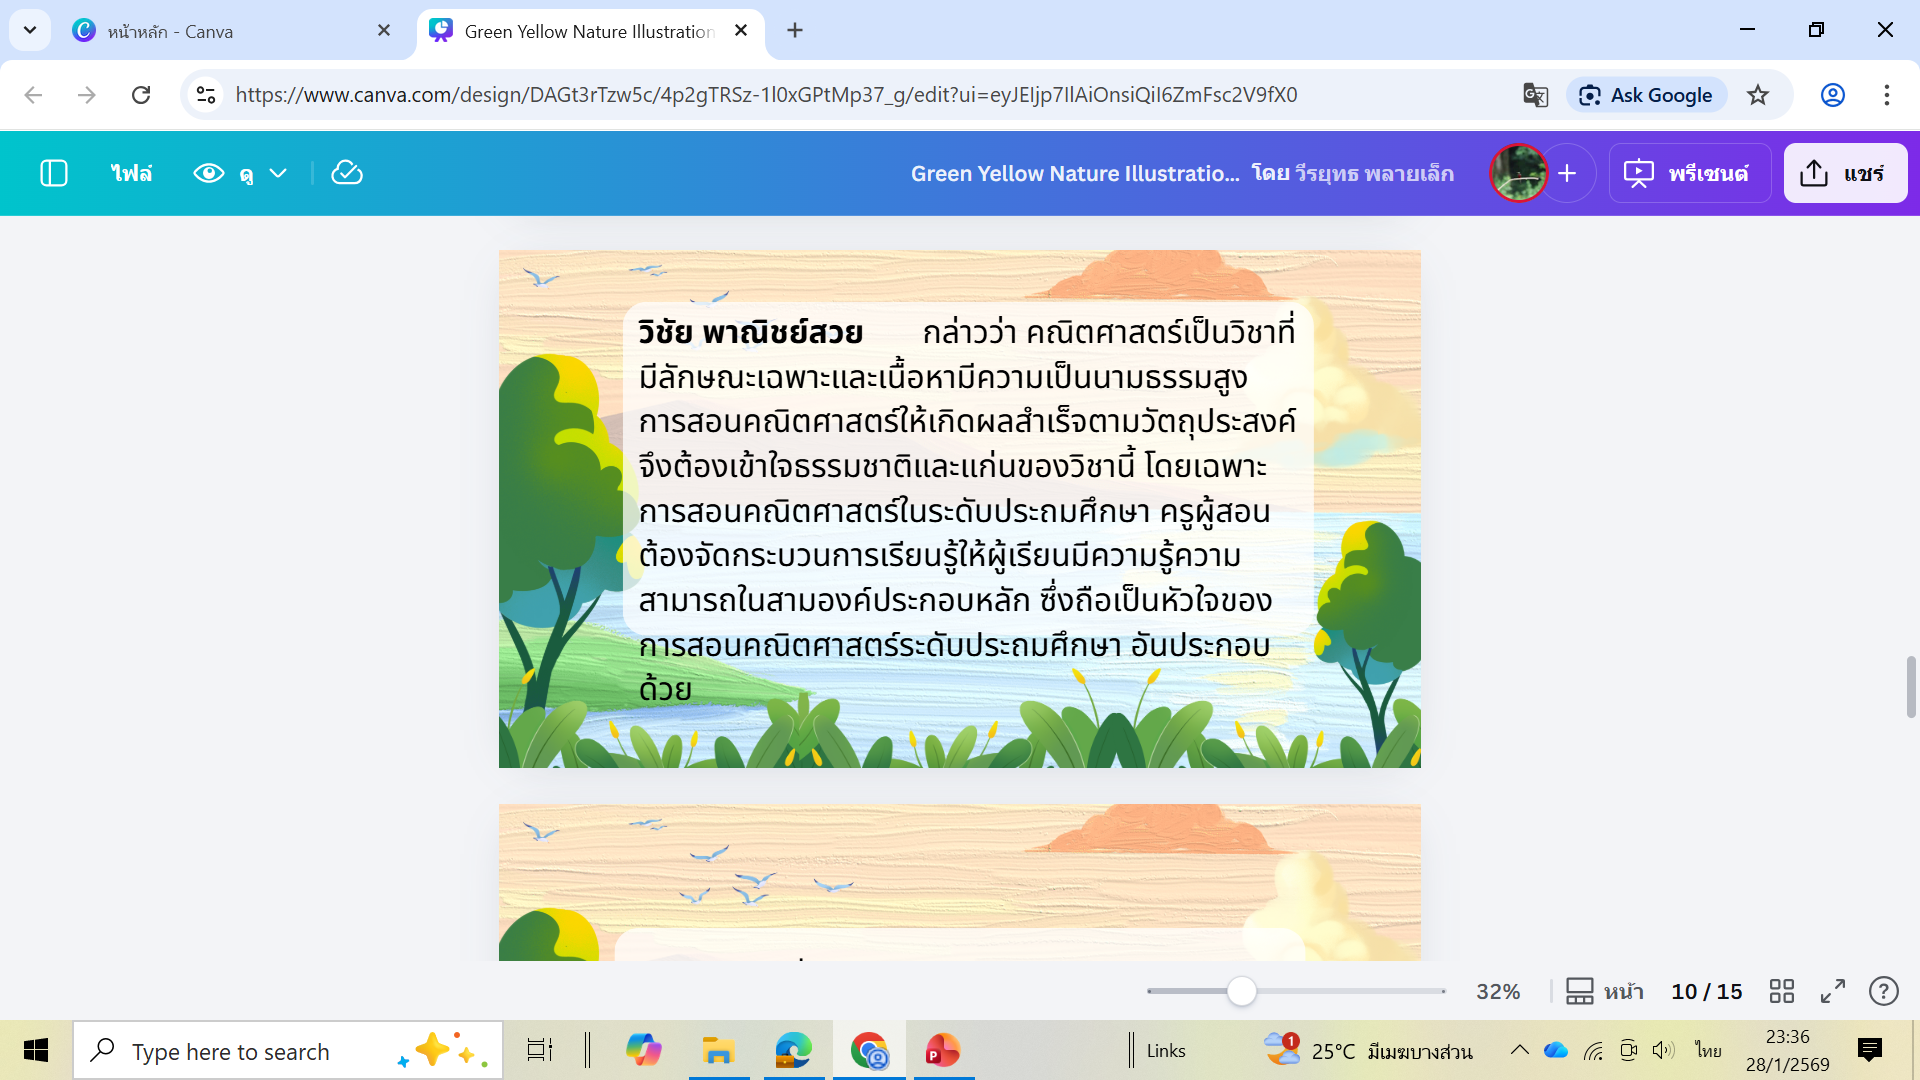 หน้าหลัก - Canva
Green Yellow Nature Illustration
https://www.canva.com/design/DAGt3rTzw5c/4p2gTRSz-1l0xGPtMp37_g/edit?ui=eyJEIjp7IlAiOnsiQiI6ZmFsc2V9fX0
Ask Google
ไฟล์
ดู
Green Yellow Nature Illustratio... โดย วีรยุทธ พลายเล็ก
พรีเซนต์
แชร์
วิชัย พาณิชย์สวย กล่าวว่า คณิตศาสตร์เป็นวิชาที่
มีลักษณะเฉพาะและเนื้อหามีความเป็นนามธรรมสูง
การสอนคณิตศาสตร์ให้เกิดผลสำเร็จตามวัตถุประสงค์
จึงต้องเข้าใจธรรมชาติและแก่นของวิชานี้ โดยเฉพาะ
การสอนคณิตศาสตร์ในระดับประถมศึกษา ครูผู้สอน
ต้องจัดกระบวนการเรียนรู้ให้ผู้เรียนมีความรู้ความ
สามารถในสามองค์ประกอบหลัก ซึ่งถือเป็นหัวใจของ
การสอนคณิตศาสตร์ระดับประถมศึกษา อันประกอบ
ด้วย
32%
หน้า
10 / 15
Type here to search
Links
1
25°C มีเมฆบางส่วน
ไทย
23:36
28/1/2569